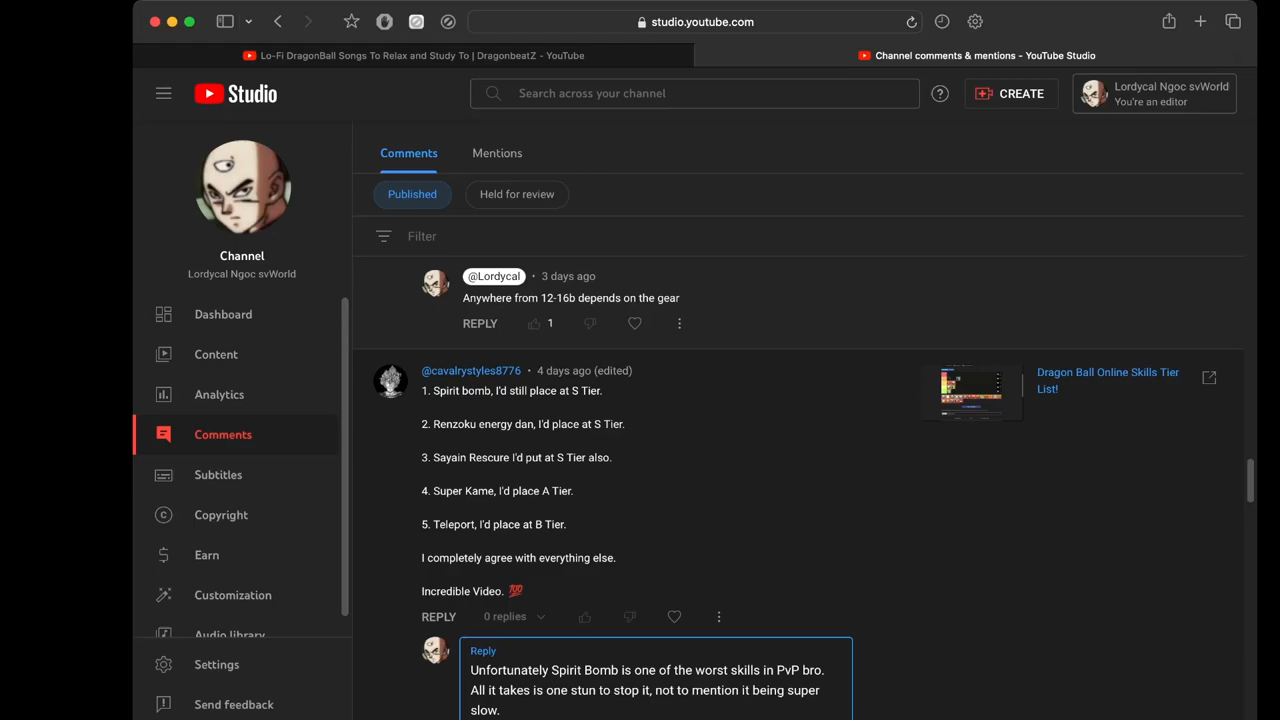 studio.youtube.com
Lo-Fi DragonBall Songs To Relax and Study To | DragonbeatZ - YouTube
Channel comments & mentions - YouTube Studio
Studio
Search across your channel
CREATE
Lordycal Ngoc svWorld
You're an editor
Channel
Lordycal Ngoc svWorld
Dashboard
Content
Analytics
Comments
Subtitles
Copyright
Earn
Customization
Audio library
Settings
Send feedback
Comments
Mentions
Published
Held for review
Filter
@Lordycal • 3 days ago
Anywhere from 12-16b depends on the gear
REPLY 1
@cavalrystyles8776 • 4 days ago (edited)
1. Spirit bomb, I'd still place at S Tier.
2. Renzoku energy dan, I'd place at S Tier.
3. Sayain Rescure I'd put at S Tier also.
4. Super Kame, I'd place A Tier.
5. Teleport, I'd place at B Tier.
I completely agree with everything else.
Incredible Video. 💯
REPLY 0 replies
Dragon Ball Online Skills Tier
List!
Reply
Unfortunately Spirit Bomb is one of the worst skills in PvP bro.
All it takes is one stun to stop it, not to mention it being super
slow.